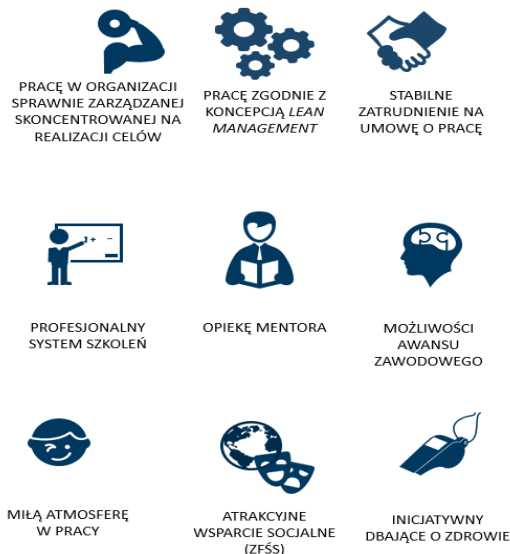 PRACĘ W ORGANIZACJI
SPRAWNIE ZARZĄDZANEJ
SKONCENTROWANEJ NA
REALIZACJI CELÓW
PRACĘ ZGODNIE Z
KONCEPCJĄ LEAN
MANAGEMENT
STABILNE
ZATRUDNIENIE NA
UMOWĘ O PRACĘ
PROFESJONALNY
SYSTEM SZKOLEŃ
OPIEKĘ MENTORA
MOŻLIWOŚCI
AWANSU
ZAWODOWEGO
MIŁĄ ATMOSFERĘ
W PRACY
ATRAKCYJNE
WSPARCIE SOCJALNE
(ZFŚS)
INICJATYWNY
DBAJĄCE O ZDROWIE